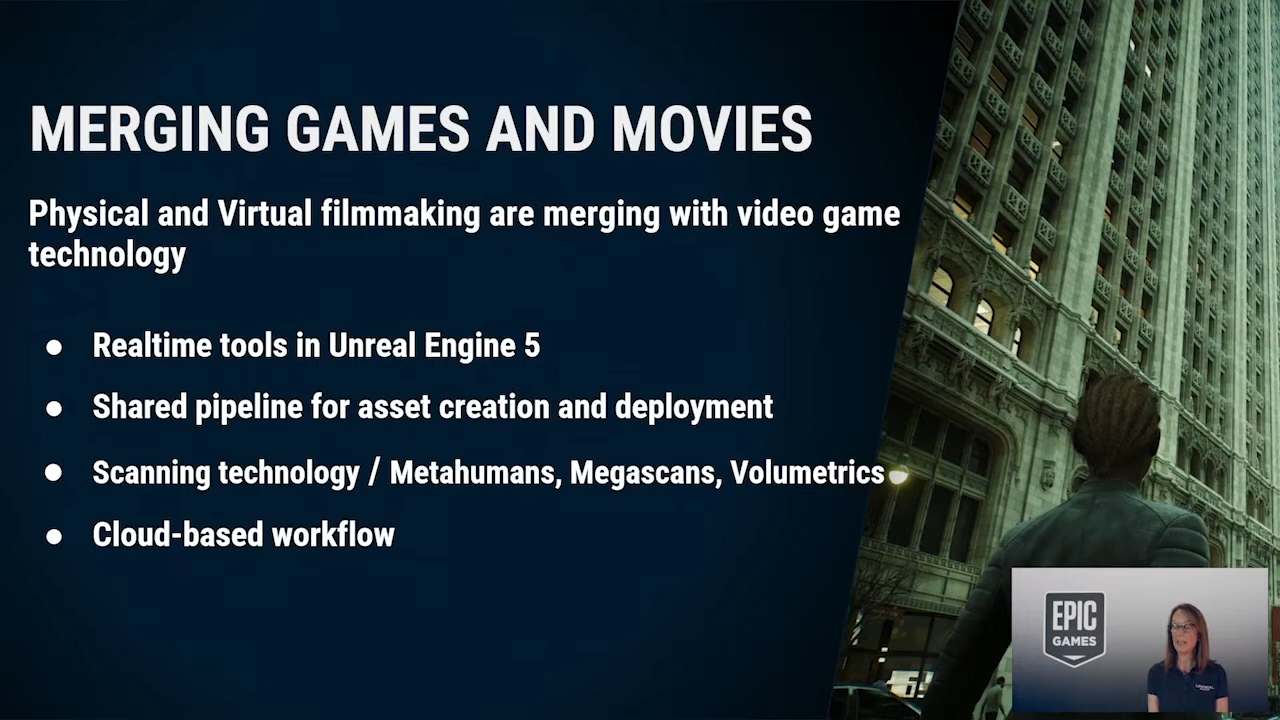 MERGING GAMES AND MOVIES
Physical and Virtual filmmaking are merging with video game
technology
● Realtime tools in Unreal Engine 5
● Shared pipeline for asset creation and deployment
● Scanning technology / Metahumans, Megascans, Volumetrics
● Cloud-based workflow
EPIC
GAMES